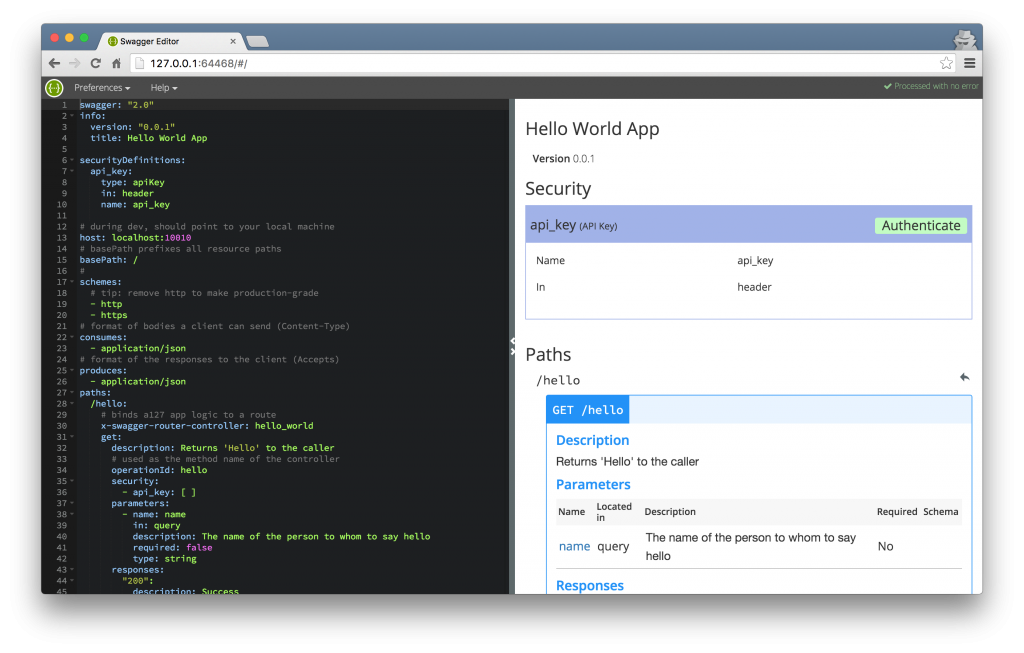 Swagger Editor
127.0.0.1:64468/#/
Preferences Help
Processed with no error
1 swagger: "2.0"
2 info:
3 version: "0.0.1"
4 title: Hello World App
5
6 securityDefinitions:
7 api_key:
8 type: apiKey
9 in: header
10 name: api_key
11
12 # during dev, should point to your local machine
13 host: localhost:10010
14 # basePath prefixes all resource paths
15 basePath: /
16 #
17 schemes:
18 # tip: remove http to make production-grade
19 - http
20 - https
21 # format of bodies a client can send (Content-Type)
22 consumes:
23 - application/json
24 # format of the responses to the client (Accepts)
25 produces:
26 - application/json
27 paths:
28 /hello:
29 # binds a127 app logic to a route
30 x-swagger-router-controller: hello_world
31 get:
32 description: Returns 'Hello' to the caller
33 # used as the method name of the controller
34 operationId: hello
35 security:
36 - api_key: [ ]
37 parameters:
38 - name: name
39 in: query
40 description: The name of the person to whom to say hello
41 required: false
42 type: string
43 responses:
44 "200":
45 description: Success
Hello World App
Version 0.0.1
Security
api_key (API Key) Authenticate
Name api_key
In header
Paths
/hello
GET /hello
Description
Returns 'Hello' to the caller
Parameters
Name Located in Description Required Schema
name query The name of the person to whom to say hello No
Responses